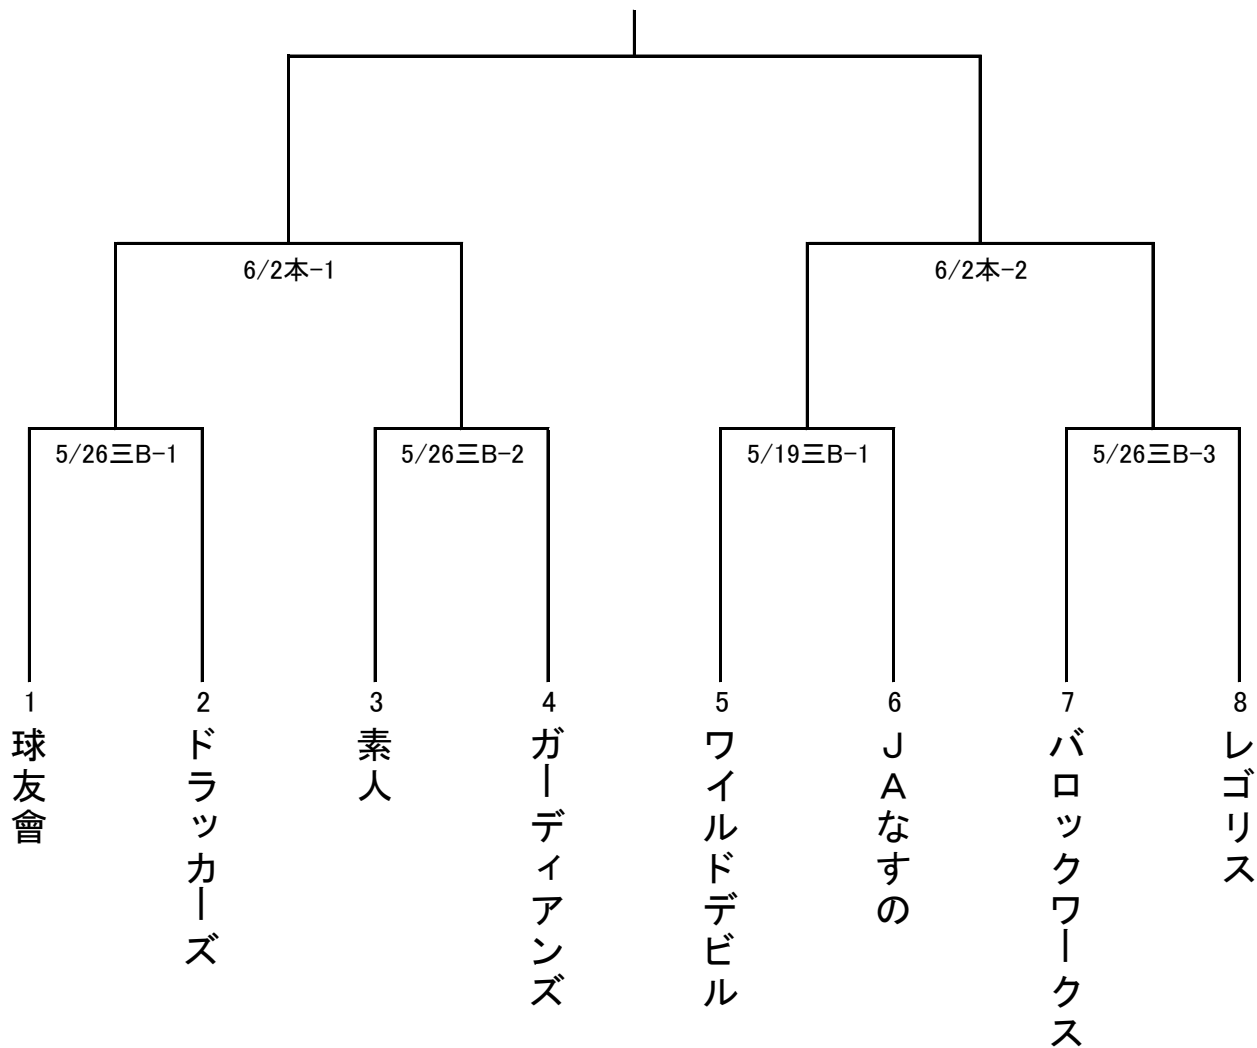 6/2本-1
6/2本-2
5/26三B-1
5/26三B-2
5/19三B-1
5/26三B-3
1
2
3
4
5
6
7
8
球友會
ドラッカーズ
素人
ガーディアンズ
ワイルドデビル
JAなすの
バロックワークス
レゴリス